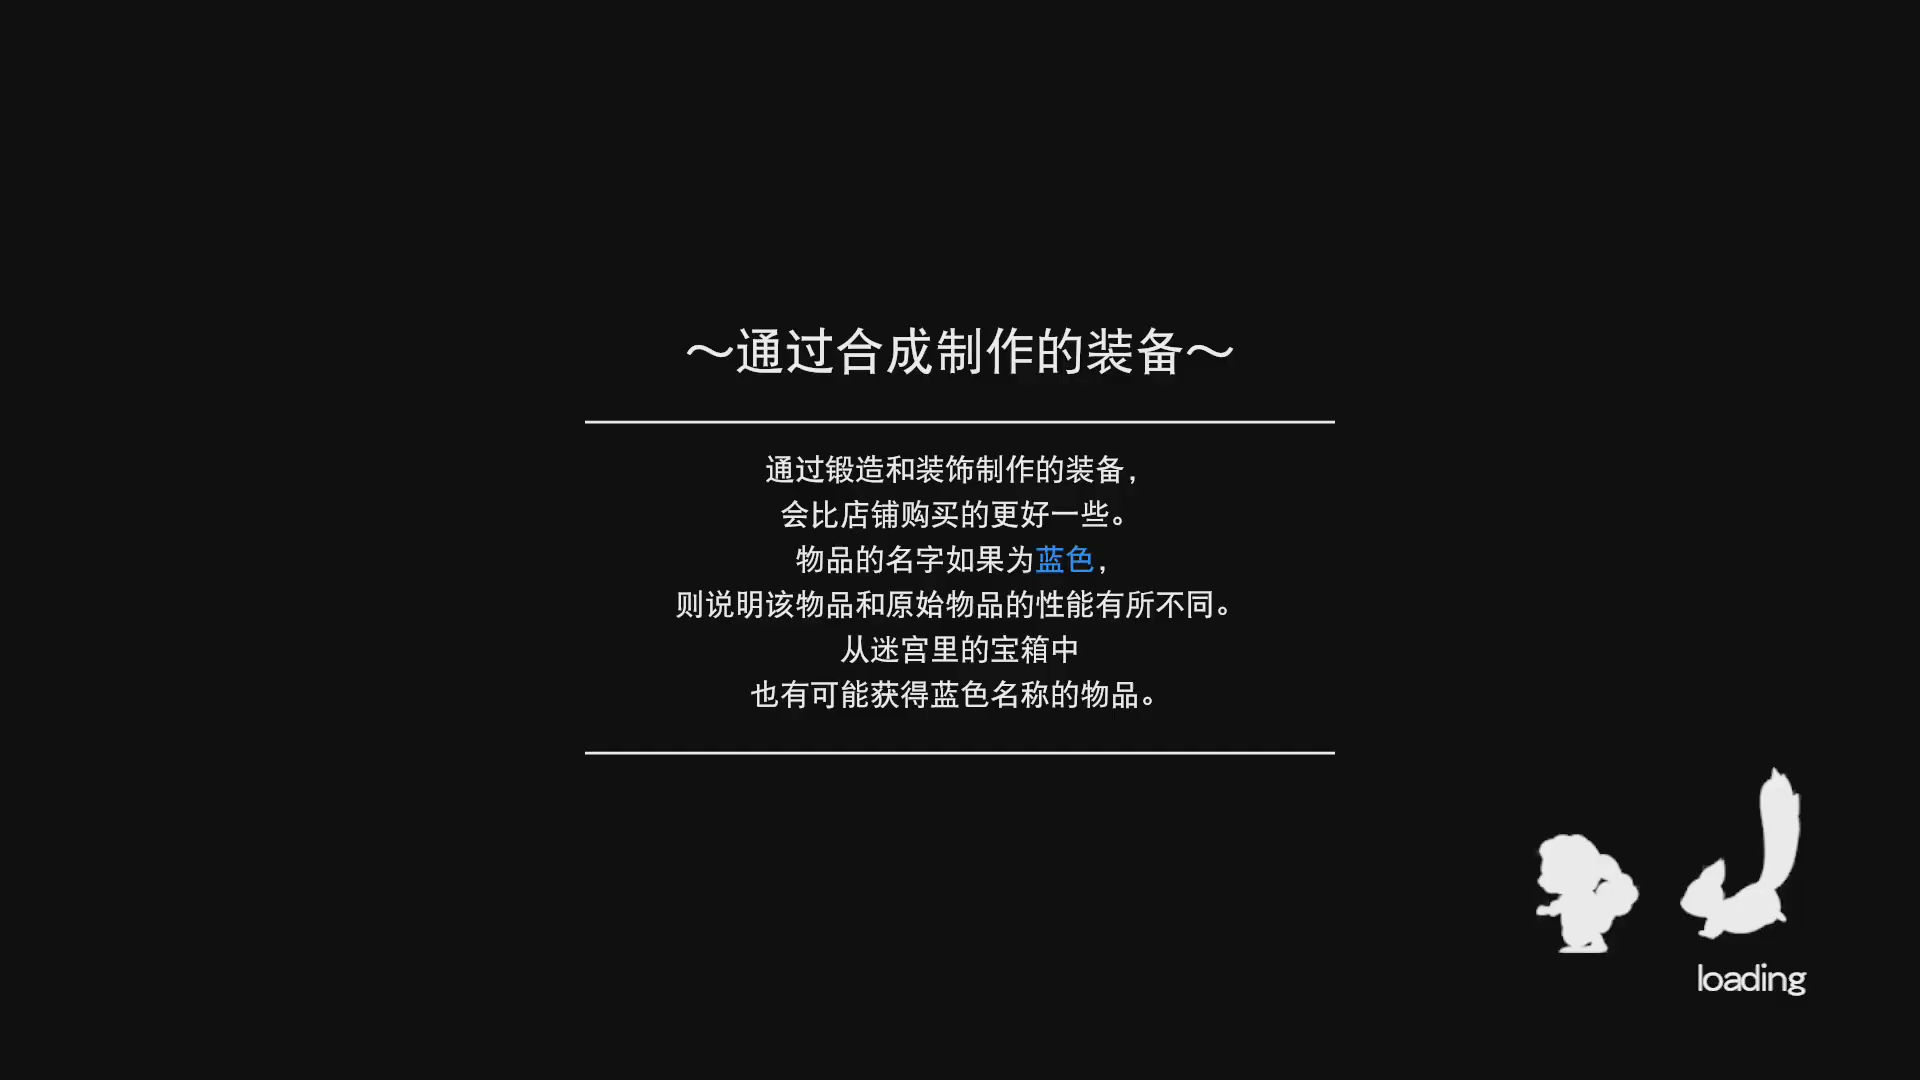 ～通过合成制作的装备～
通过锻造和装饰制作的装备，
会比店铺购买的更好一些。
物品的名字如果为蓝色，
则说明该物品和原始物品的性能有所不同。
从迷宫里的宝箱中
也有可能获得蓝色名称的物品。
loading